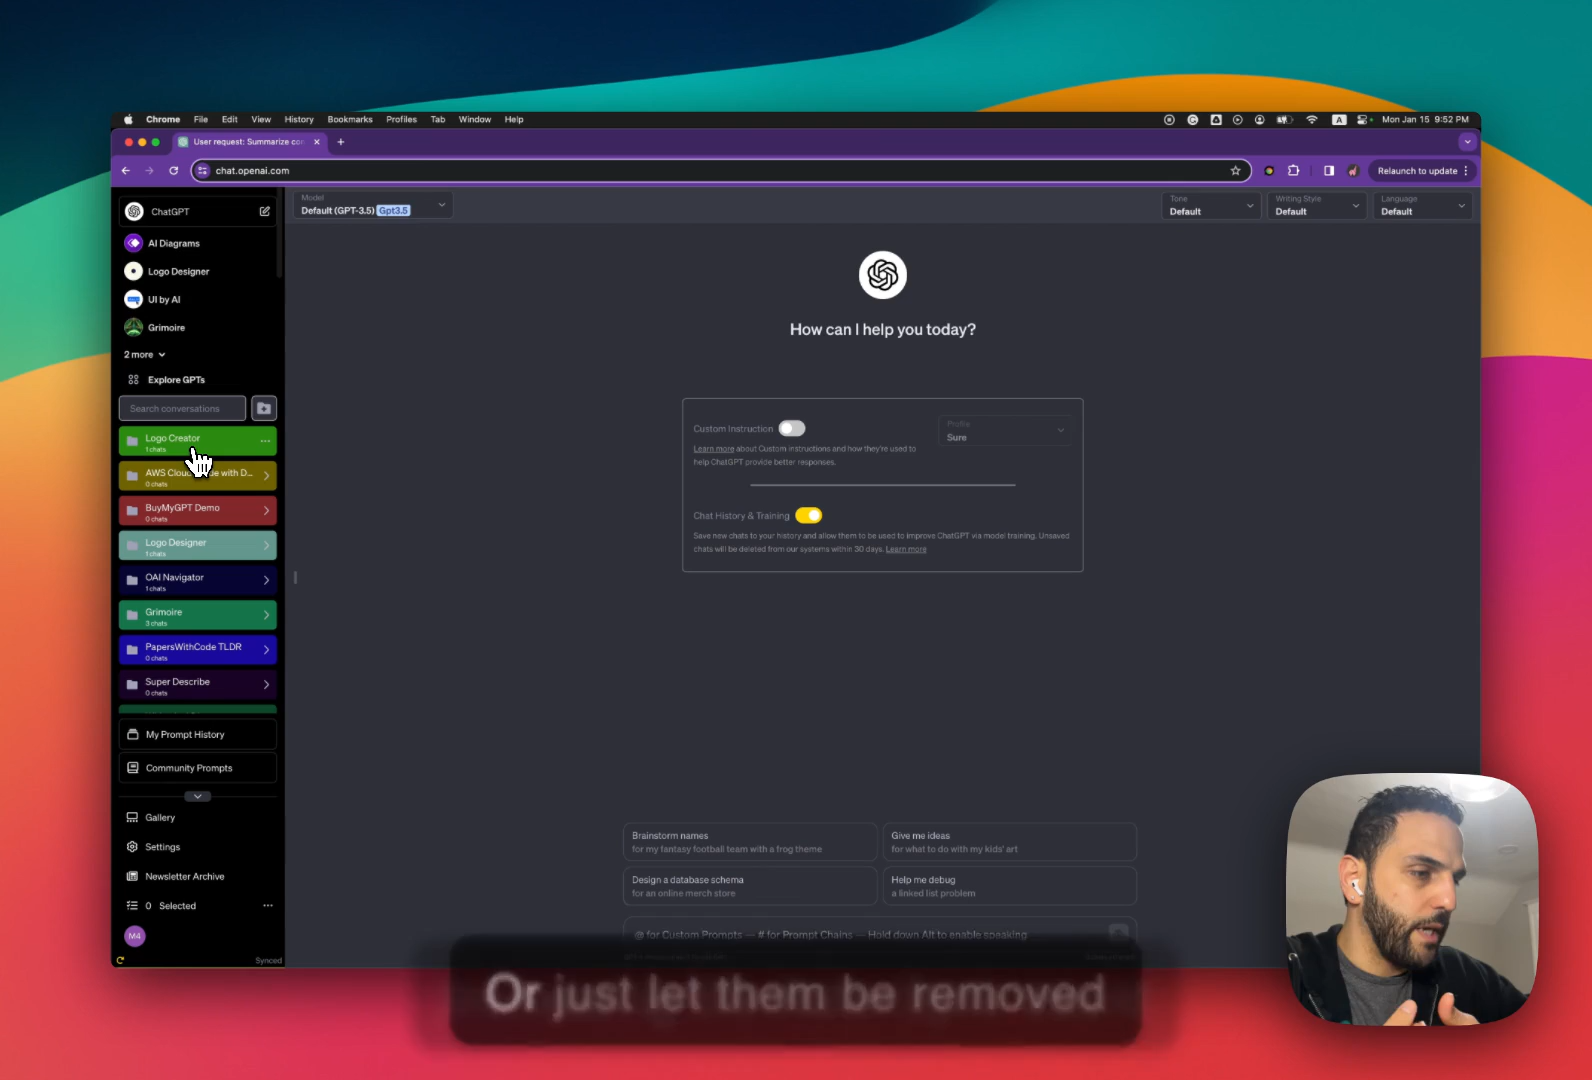 Chrome File Edit View History Bookmarks Profiles Tab Window Help
A Mon Jan 15 9:52 PM
User request: Summarize con
chat.openai.com
Relaunch to update
ChatGPT
AI Diagrams
Logo Designer
UI by AI
Grimoire
2 more
Explore GPTs
Search conversations
Logo Creator
1 chats
AWS Clou de with D...
0 chats
BuyMyGPT Demo
0 chats
Logo Designer
1 chats
OAI Navigator
1 chats
Grimoire
3 chats
PapersWithCode TLDR
0 chats
Super Describe
0 chats
My Prompt History
Community Prompts
Gallery
Settings
Newsletter Archive
0 Selected
M4
Synced
Model
Default (GPT-3.5) Gpt3.5
Tone
Default
Writing Style
Default
Language
Default
How can I help you today?
Custom Instruction
Learn more about Custom instructions and how they're used to
help ChatGPT provide better responses.
Profile
Sure
Chat History & Training
Save new chats to your history and allow them to be used to improve ChatGPT via model training. Unsaved
chats will be deleted from our systems within 30 days. Learn more
Brainstorm names
for my fantasy football team with a frog theme
Give me ideas
for what to do with my kids' art
Design a database schema
for an online merch store
Help me debug
a linked list problem
@ for Custom Prompts — # for Prompt Chains — Hold down Alt to enable speaking
Or just let them be removed